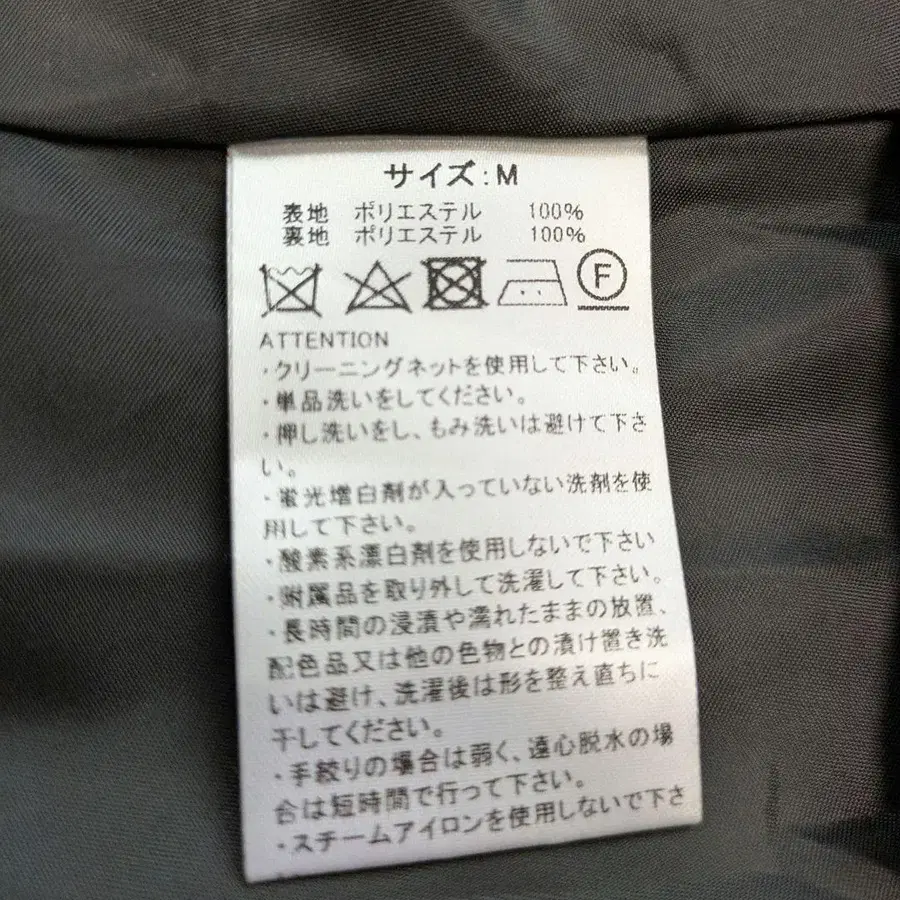 サイズ:M
表地 ポリエステル 100%
裏地 ポリエステル 100%
F
ATTENTION
・クリーニングネットを使用して下さい。
・単品洗いをしてください。
・押し洗いをし、もみ洗いは避けて下さ
い。
・蛍光増白剤が入っていない洗剤を使
用して下さい。
・酸素系漂白剤を使用しないで下さい
・附属品を取り外して洗濯して下さい。
・長時間の浸漬や濡れたままの放置、
配色品又は他の色物との漬け置き洗
いは避け、洗濯後は形を整え直ちに
干してください。
・手絞りの場合は弱く、遠心脱水の場
合は短時間で行って下さい。
・スチームアイロンを使用しないで下さ